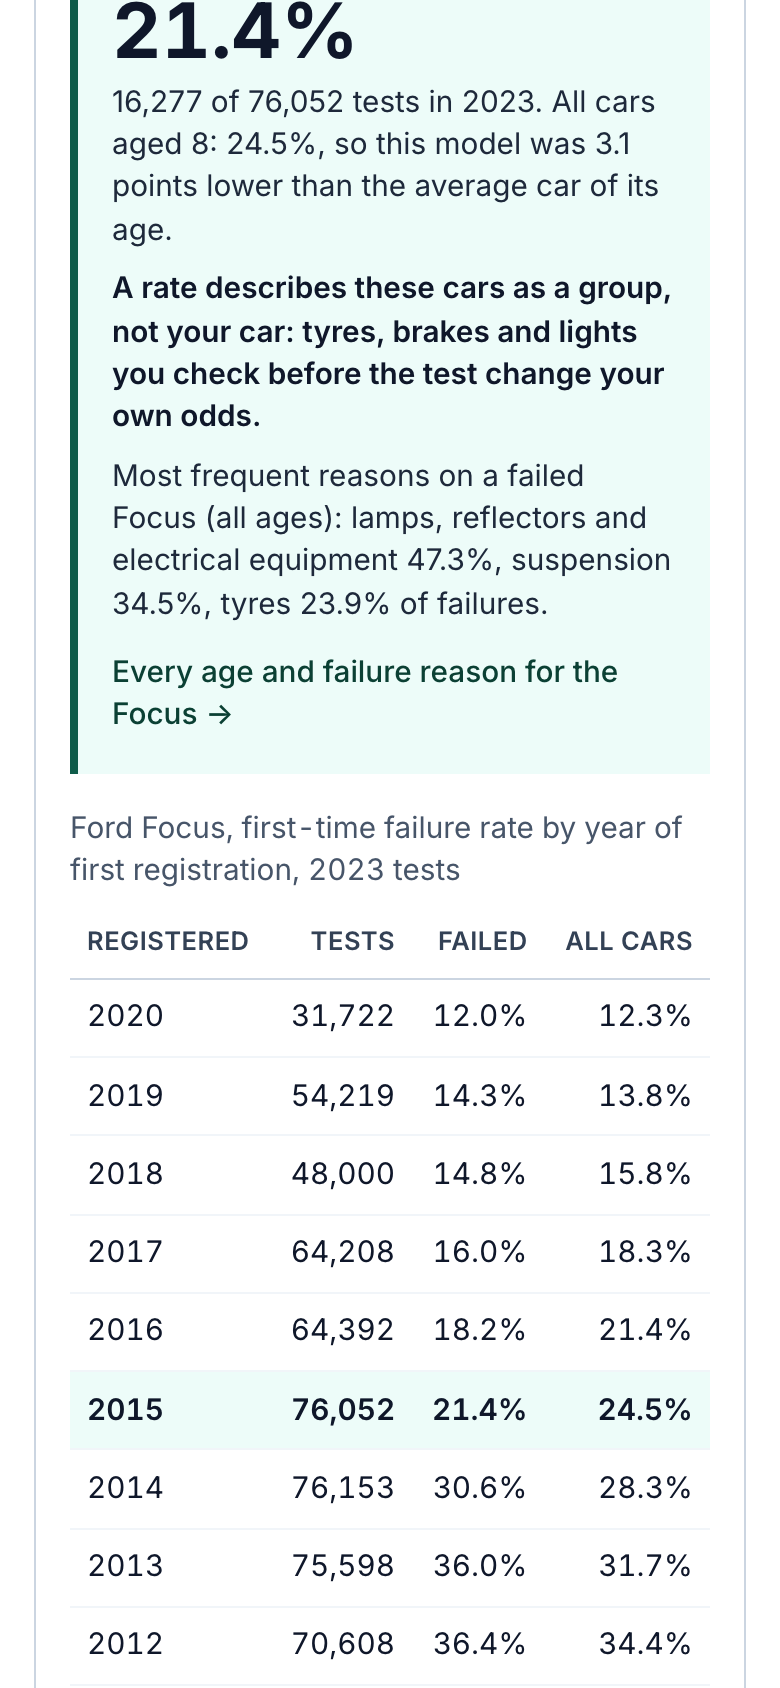 21.4%
16,277 of 76,052 tests in 2023. All cars
aged 8: 24.5%, so this model was 3.1
points lower than the average car of its
age.
A rate describes these cars as a group,
not your car: tyres, brakes and lights
you check before the test change your
own odds.
Most frequent reasons on a failed
Focus (all ages): lamps, reflectors and
electrical equipment 47.3%, suspension
34.5%, tyres 23.9% of failures.
Every age and failure reason for the
Focus →
Ford Focus, first-time failure rate by year of
first registration, 2023 tests
REGISTERED TESTS FAILED ALL CARS
2020 31,722 12.0% 12.3%
2019 54,219 14.3% 13.8%
2018 48,000 14.8% 15.8%
2017 64,208 16.0% 18.3%
2016 64,392 18.2% 21.4%
2015 76,052 21.4% 24.5%
2014 76,153 30.6% 28.3%
2013 75,598 36.0% 31.7%
2012 70,608 36.4% 34.4%